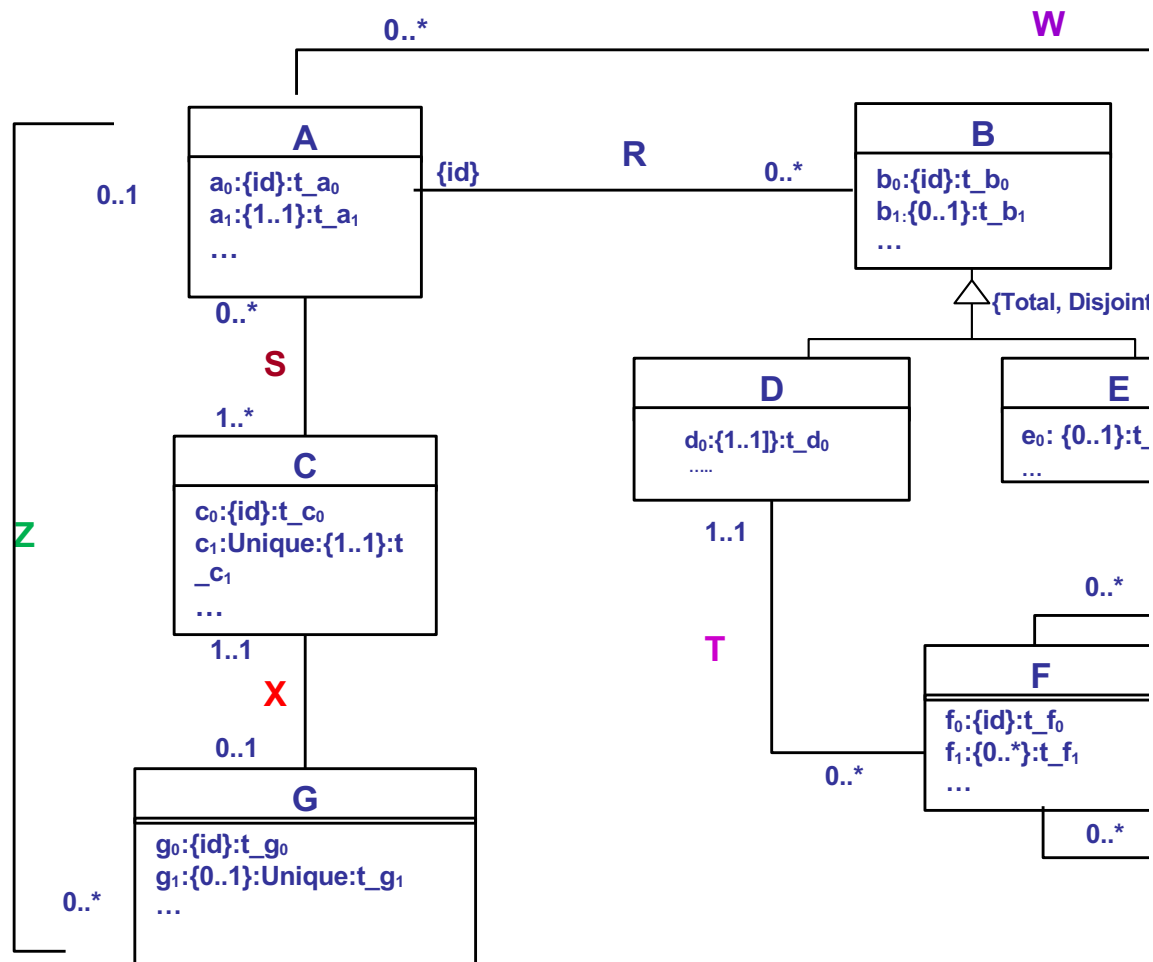 0..*
W
A
a₀:{id}:t_a₀
a₁:{1..1}:t_a₁
…
0..1
{id}
R
0..*
B
b₀:{id}:t_b₀
b₁:{0..1}:t_b₁
…
{Total, Disjoint
0..*
S
1..*
C
c₀:{id}:t_c₀
c₁:Unique:{1..1}:t
_c₁
…
1..1
Z
X
0..1
G
g₀:{id}:t_g₀
g₁:{0..1}:Unique:t_g₁
…
0..*
D
d₀:{1..1]}:t_d₀
.....
1..1
E
e₀: {0..1}:t_
…
T
0..*
0..*
F
f₀:{id}:t_f₀
f₁:{0..*}:t_f₁
…
0..*